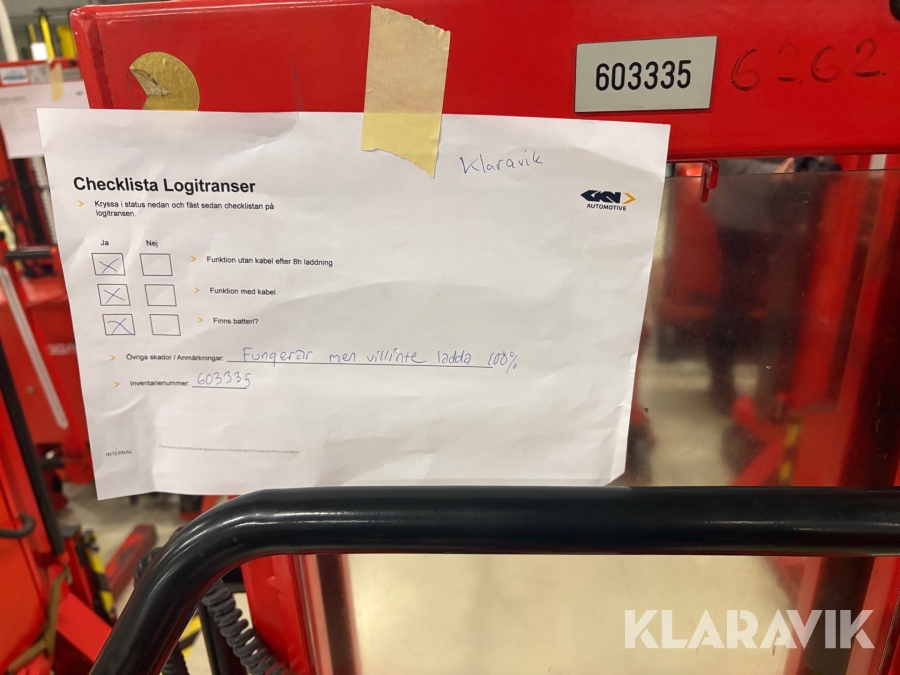 603335 62.62.
Klaravik
Checklista Logitranser
GKN
AUTOMOTIVE
> Kryssa i status nedan och fäst sedan checklistan på
logitransen.
Ja Nej
> Funktion utan kabel efter 8h laddning
> Funktion med kabel
> Finns batteri?
> Övriga skador / Anmärkningar: Fungerar men vill inte ladda 100%
> Inventarienummer: 603335
INTERNAL
KLARAVIK